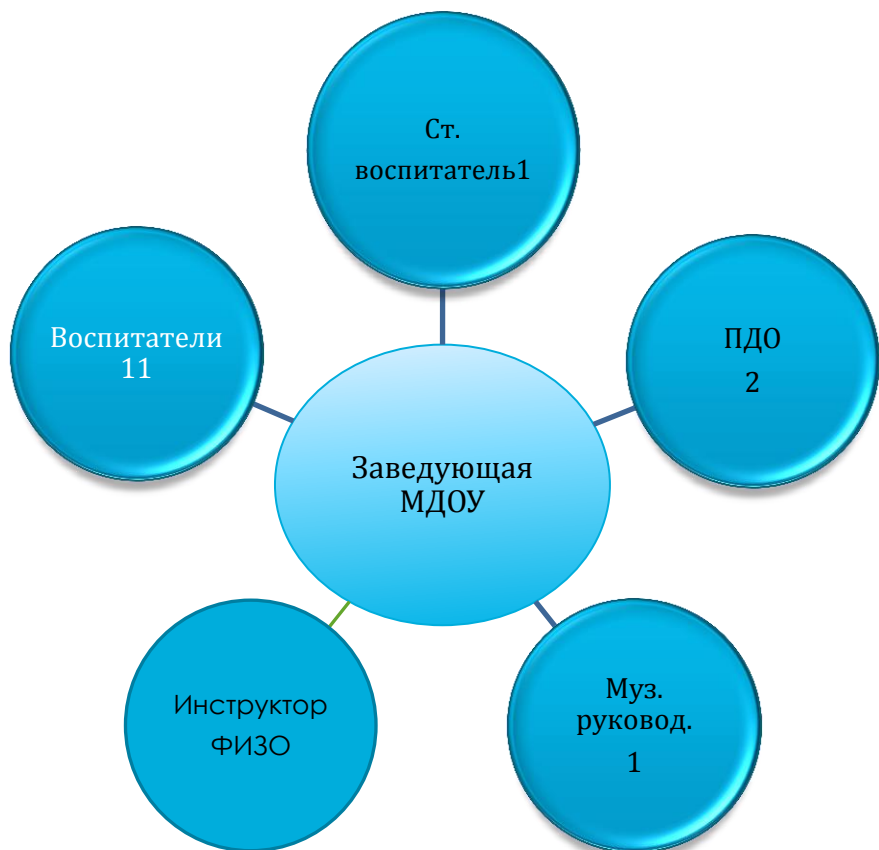 Ст.
воспитатель1
Воспитатели
11
ПДО
2
Заведующая
МДОУ
Инструктор
ФИЗО
Муз.
руковод.
1